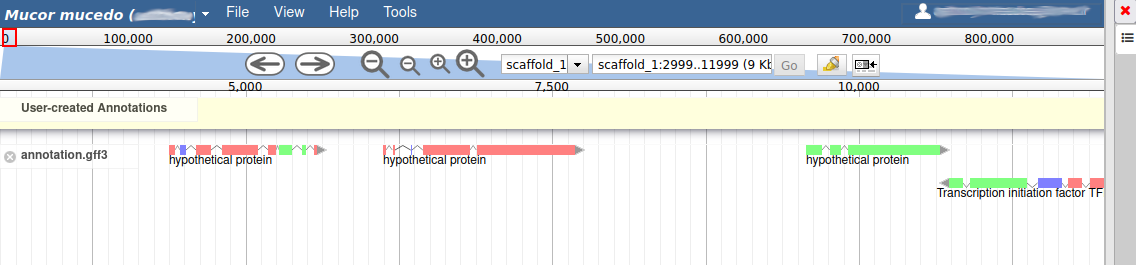 Mucor mucedo (
File View Help Tools
0 100,000 200,000 300,000 400,000 500,000 600,000 700,000 800,000
scaffold_1 scaffold_1:2999..11999 (9 Kb Go
5,000 7,500 10,000
User-created Annotations
annotation.gff3
hypothetical protein hypothetical protein hypothetical protein
Transcription initiation factor TF